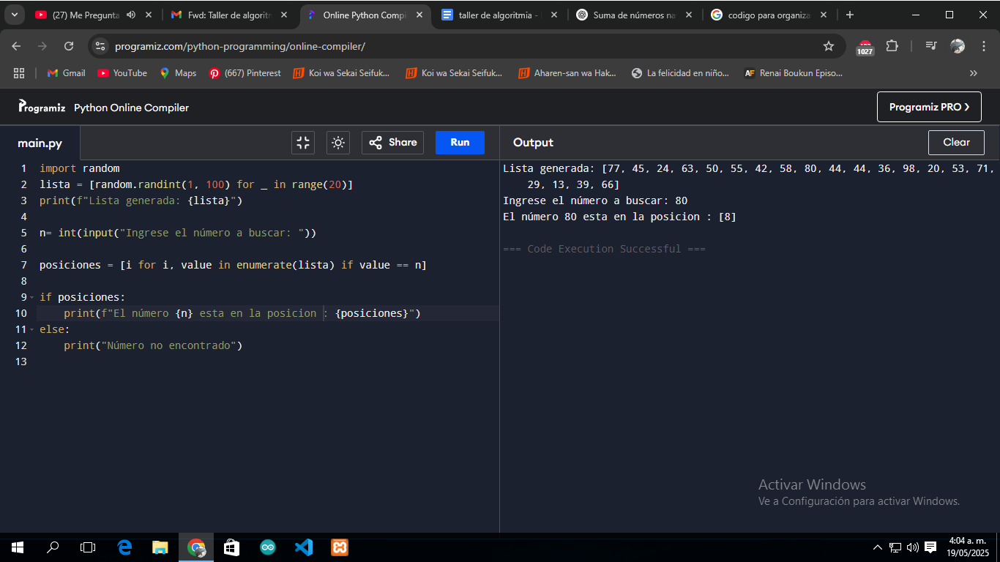 (27) Me Pregunta
Fwd: Taller de algoritm
Online Python Compi
taller de algoritmia -
Suma de números na
codigo para organiza
programiz.com/python-programming/online-compiler/
1027
Gmail
YouTube
Maps
(667) Pinterest
Koi wa Sekai Seifuk...
Koi wa Sekai Seifuk...
Aharen-san wa Hak...
La felicidad en niño...
AF
Renai Boukun Episo...
Programiz
Python Online Compiler
Programiz PRO
main.py
Share
Run
Output
Clear
1 import random
2 lista = [random.randint(1, 100) for _ in range(20)]
3 print(f"Lista generada: {lista}")
4
5 n= int(input("Ingrese el número a buscar: "))
6
7 posiciones = [i for i, value in enumerate(lista) if value == n]
8
9 if posiciones:
10 print(f"El número {n} esta en la posicion : {posiciones}")
11 else:
12 print("Número no encontrado")
13
Lista generada: [77, 45, 24, 63, 50, 55, 42, 58, 80, 44, 44, 36, 98, 20, 53, 71,
29, 13, 39, 66]
Ingrese el número a buscar: 80
El número 80 esta en la posicion : [8]
=== Code Execution Successful ===
Activar Windows
Ve a Configuración para activar Windows.
4:04 a. m.
19/05/2025